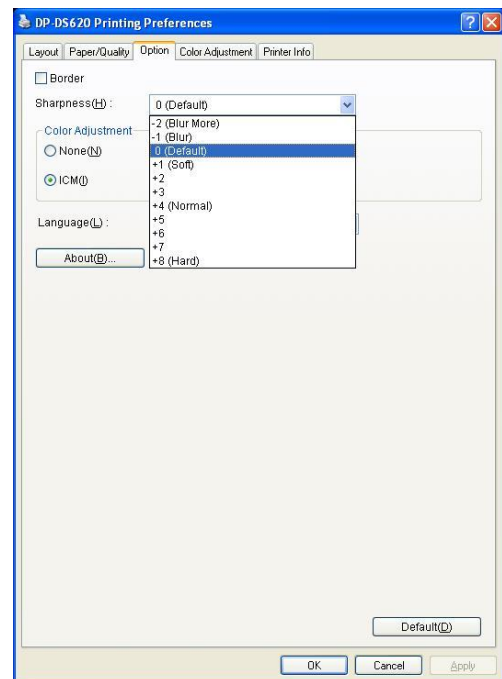 DP-DS620 Printing Preferences
Layout Paper/Quality Option Color Adjustment Printer Info
Border
Sharpness(H) : 0 (Default)
-2 (Blur More)
-1 (Blur)
0 (Default)
+1 (Soft)
+2
+3
+4 (Normal)
+5
+6
+7
+8 (Hard)
Color Adjustment
None(N)
ICM(I)
Language(L) :
About(B)...
Default(D)
OK Cancel Apply